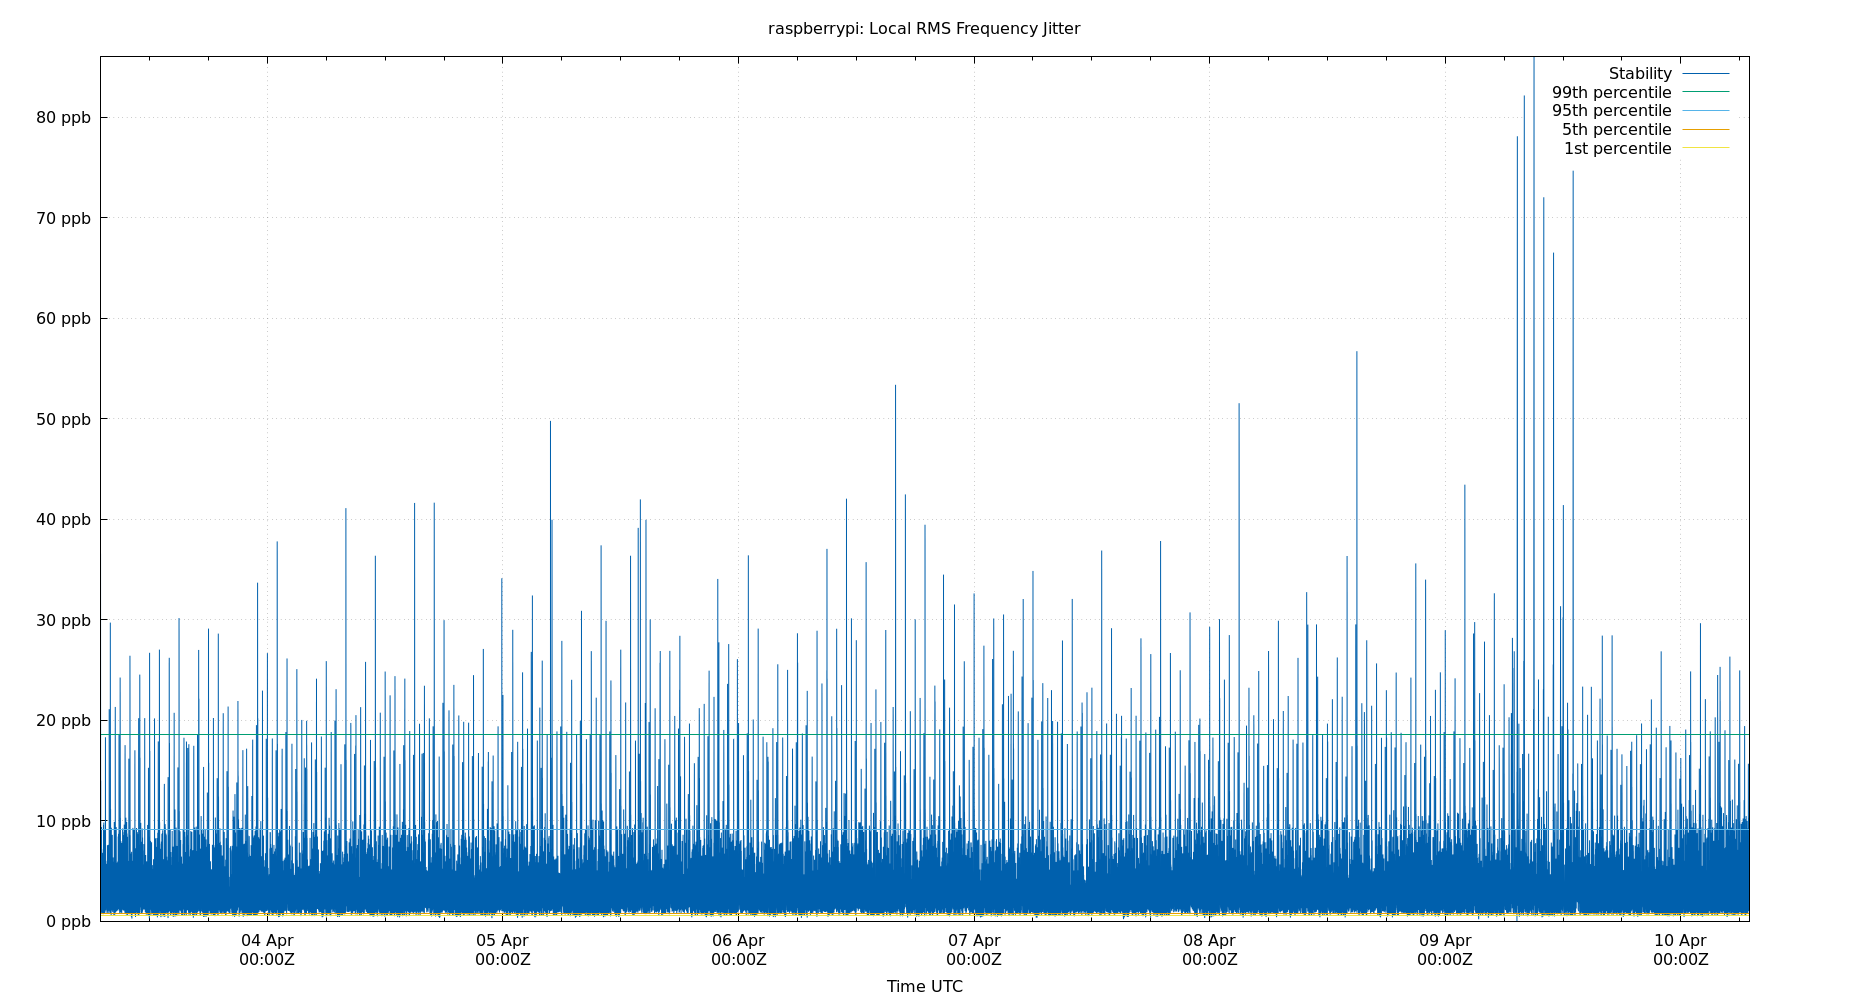 raspberrypi: Local RMS Frequency Jitter
Stability
99th percentile
95th percentile
5th percentile
1st percentile
80 ppb
70 ppb
60 ppb
50 ppb
40 ppb
30 ppb
20 ppb
10 ppb
0 ppb
04 Apr 05 Apr 06 Apr 07 Apr 08 Apr 09 Apr 10 Apr
00:00Z 00:00Z 00:00Z 00:00Z 00:00Z 00:00Z 00:00Z
Time UTC